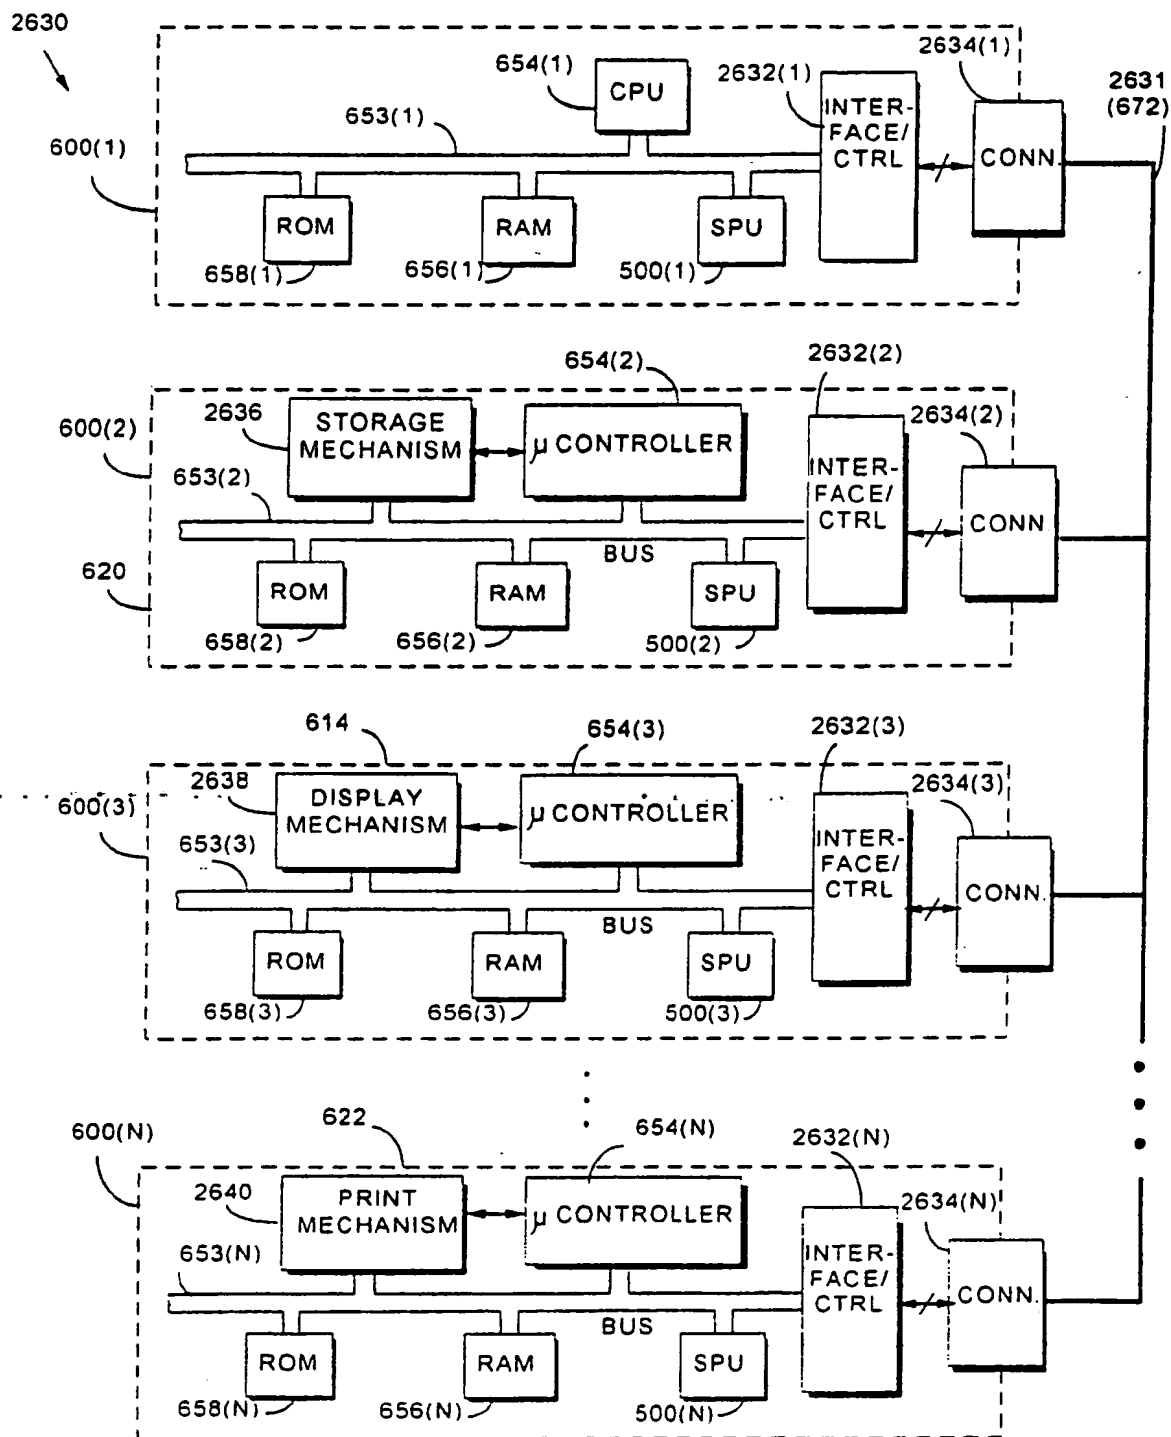 2630
2634(1)
654(1)
2632(1)
2631
(672)
CPU
INTER-
FACE/
CTRL
653(1)
600(1)
CONN.
ROM
RAM
SPU
658(1)
656(1)
500(1)
2632(2)
654(2)
2636
STORAGE
MECHANISM
μ CONTROLLER
2634(2)
600(2)
653(2)
INTER-
FACE/
CTRL
CONN
BUS
620
ROM
RAM
SPU
658(2)
656(2)
500(2)
614
654(3)
2632(3)
2638
DISPLAY
MECHANISM
μ CONTROLLER
2634(3)
600(3)
653(3)
INTER-
FACE/
CTRL
CONN.
BUS
ROM
RAM
SPU
658(3)
656(3)
500(3)
622
600(N)
654(N)
2632(N)
2640
PRINT
MECHANISM
μ CONTROLLER
2634(N)
653(N)
INTER-
FACE/
CTRL
CONN.
BUS
ROM
RAM
SPU
658(N)
656(N)
500(N)